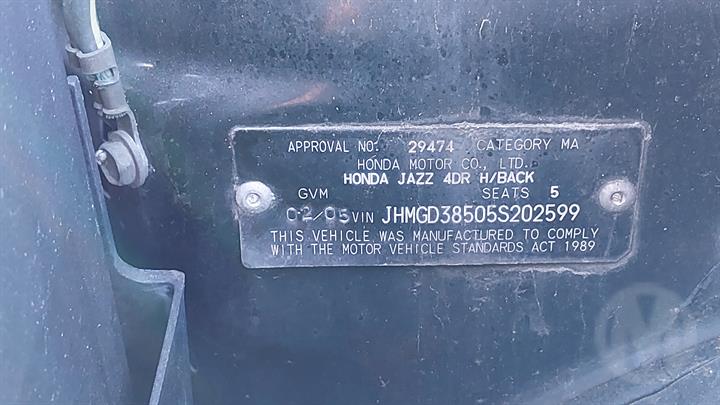 APPROVAL NO. 29474 CATEGORY MA
HONDA MOTOR CO., LTD.
HONDA JAZZ 4DR H/BACK
GVM SEATS 5
02/05 VIN JHMGD38505S202599
THIS VEHICLE WAS MANUFACTURED TO COMPLY
WITH THE MOTOR VEHICLE STANDARDS ACT 1989
M